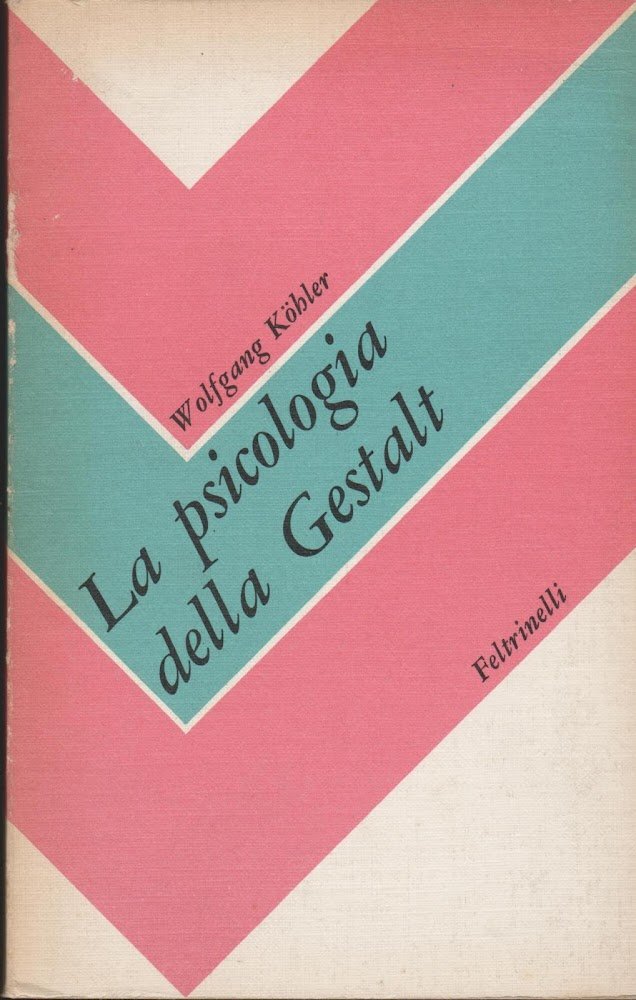 Wolfgang Köhler
La psicologia
della Gestalt
Feltrinelli